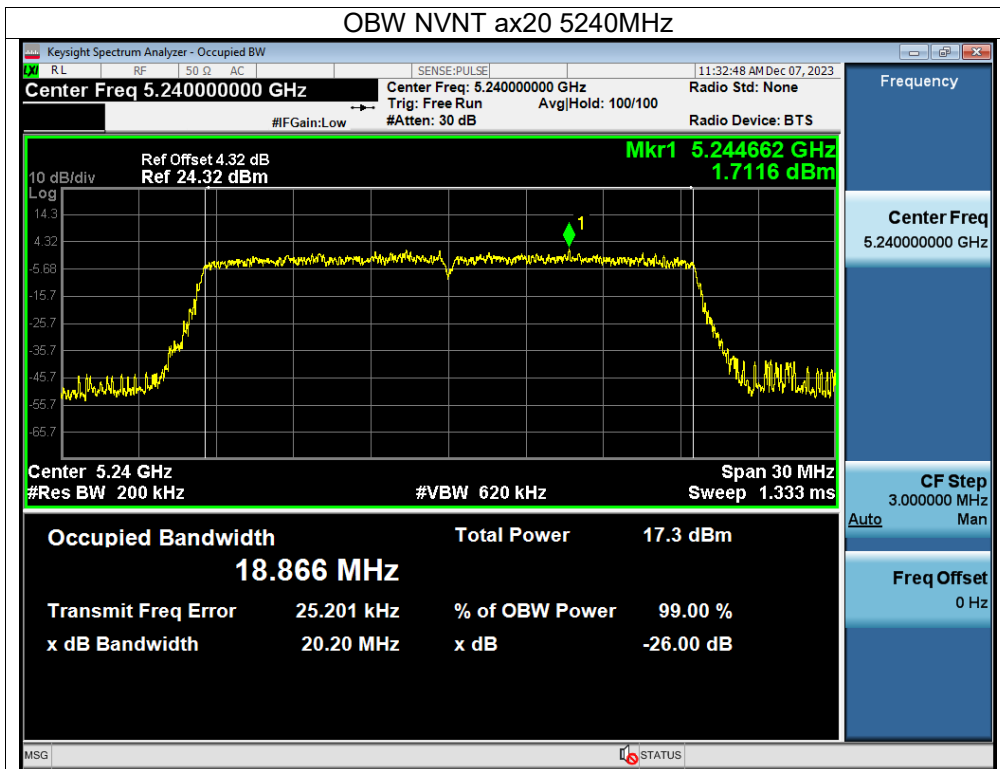 OBW NVNT ax20 5240MHz
Keysight Spectrum Analyzer - Occupied BW
LXI RL RF 50 Ω AC SENSE:PULSE 11:32:48 AM Dec 07, 2023
Center Freq 5.240000000 GHz Center Freq: 5.240000000 GHz Radio Std: None
Trig: Free Run Avg|Hold: 100/100
#IFGain:Low #Atten: 30 dB Radio Device: BTS
Mkr1 5.244662 GHz
1.7116 dBm
Ref Offset 4.32 dB
10 dB/div Ref 24.32 dBm
Log
14.3
4.32
-5.68
-15.7
-25.7
-35.7
-45.7
-55.7
-65.7
1
Center 5.24 GHz Span 30 MHz
#Res BW 200 kHz #VBW 620 kHz Sweep 1.333 ms
Occupied Bandwidth Total Power 17.3 dBm
18.866 MHz
Transmit Freq Error 25.201 kHz % of OBW Power 99.00 %
x dB Bandwidth 20.20 MHz x dB -26.00 dB
Frequency
Center Freq
5.240000000 GHz
CF Step
3.000000 MHz
Auto Man
Freq Offset
0 Hz
MSG STATUS